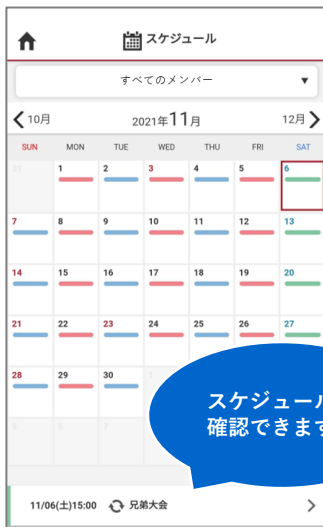 スケジュール
すべてのメンバー ▼
10月 2021年11月 12月
SUN MON TUE WED THU FRI SAT
31 1 2 3 4 5 6
7 8 9 10 11 12 13
14 15 16 17 18 19 20
21 22 23 24 25 26 27
28 29 30
スケジュール
確認できます
5 6 7
11/06(土)15:00 兄弟大会